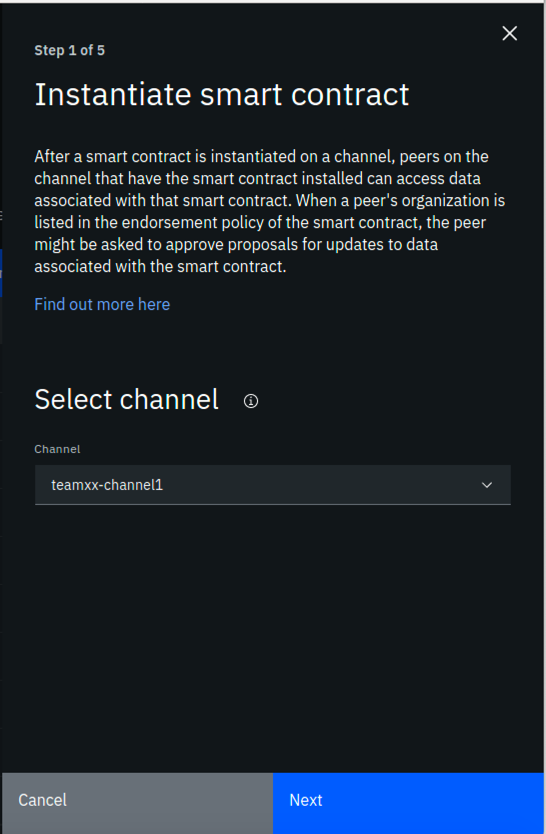 Step 1 of 5
Instantiate smart contract
After a smart contract is instantiated on a channel, peers on the
channel that have the smart contract installed can access data
associated with that smart contract. When a peer's organization is
listed in the endorsement policy of the smart contract, the peer
might be asked to approve proposals for updates to data
associated with the smart contract.
Find out more here
Select channel
Channel
teamxx-channel1
Cancel
Next